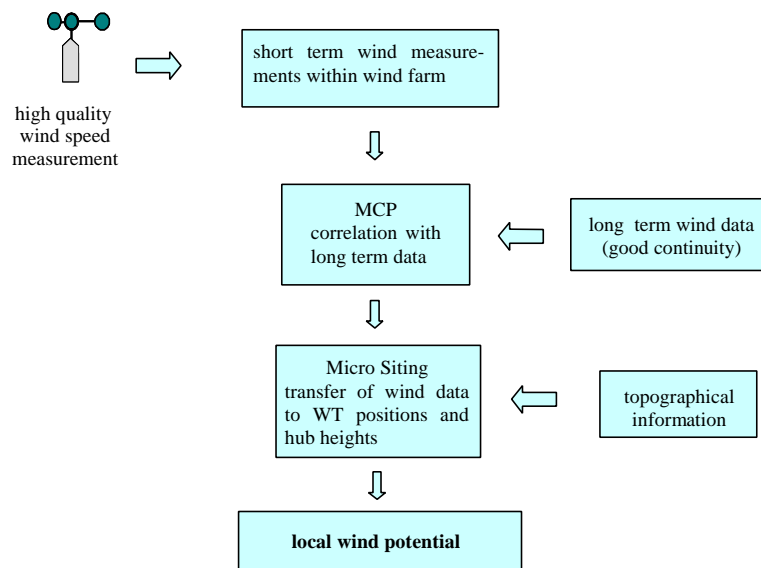 short term wind measure-
ments within wind farm
high quality
wind speed
measurement
MCP
correlation with
long term data
long term wind data
(good continuity)
Micro Siting
transfer of wind data
to WT positions and
hub heights
topographical
information
local wind potential